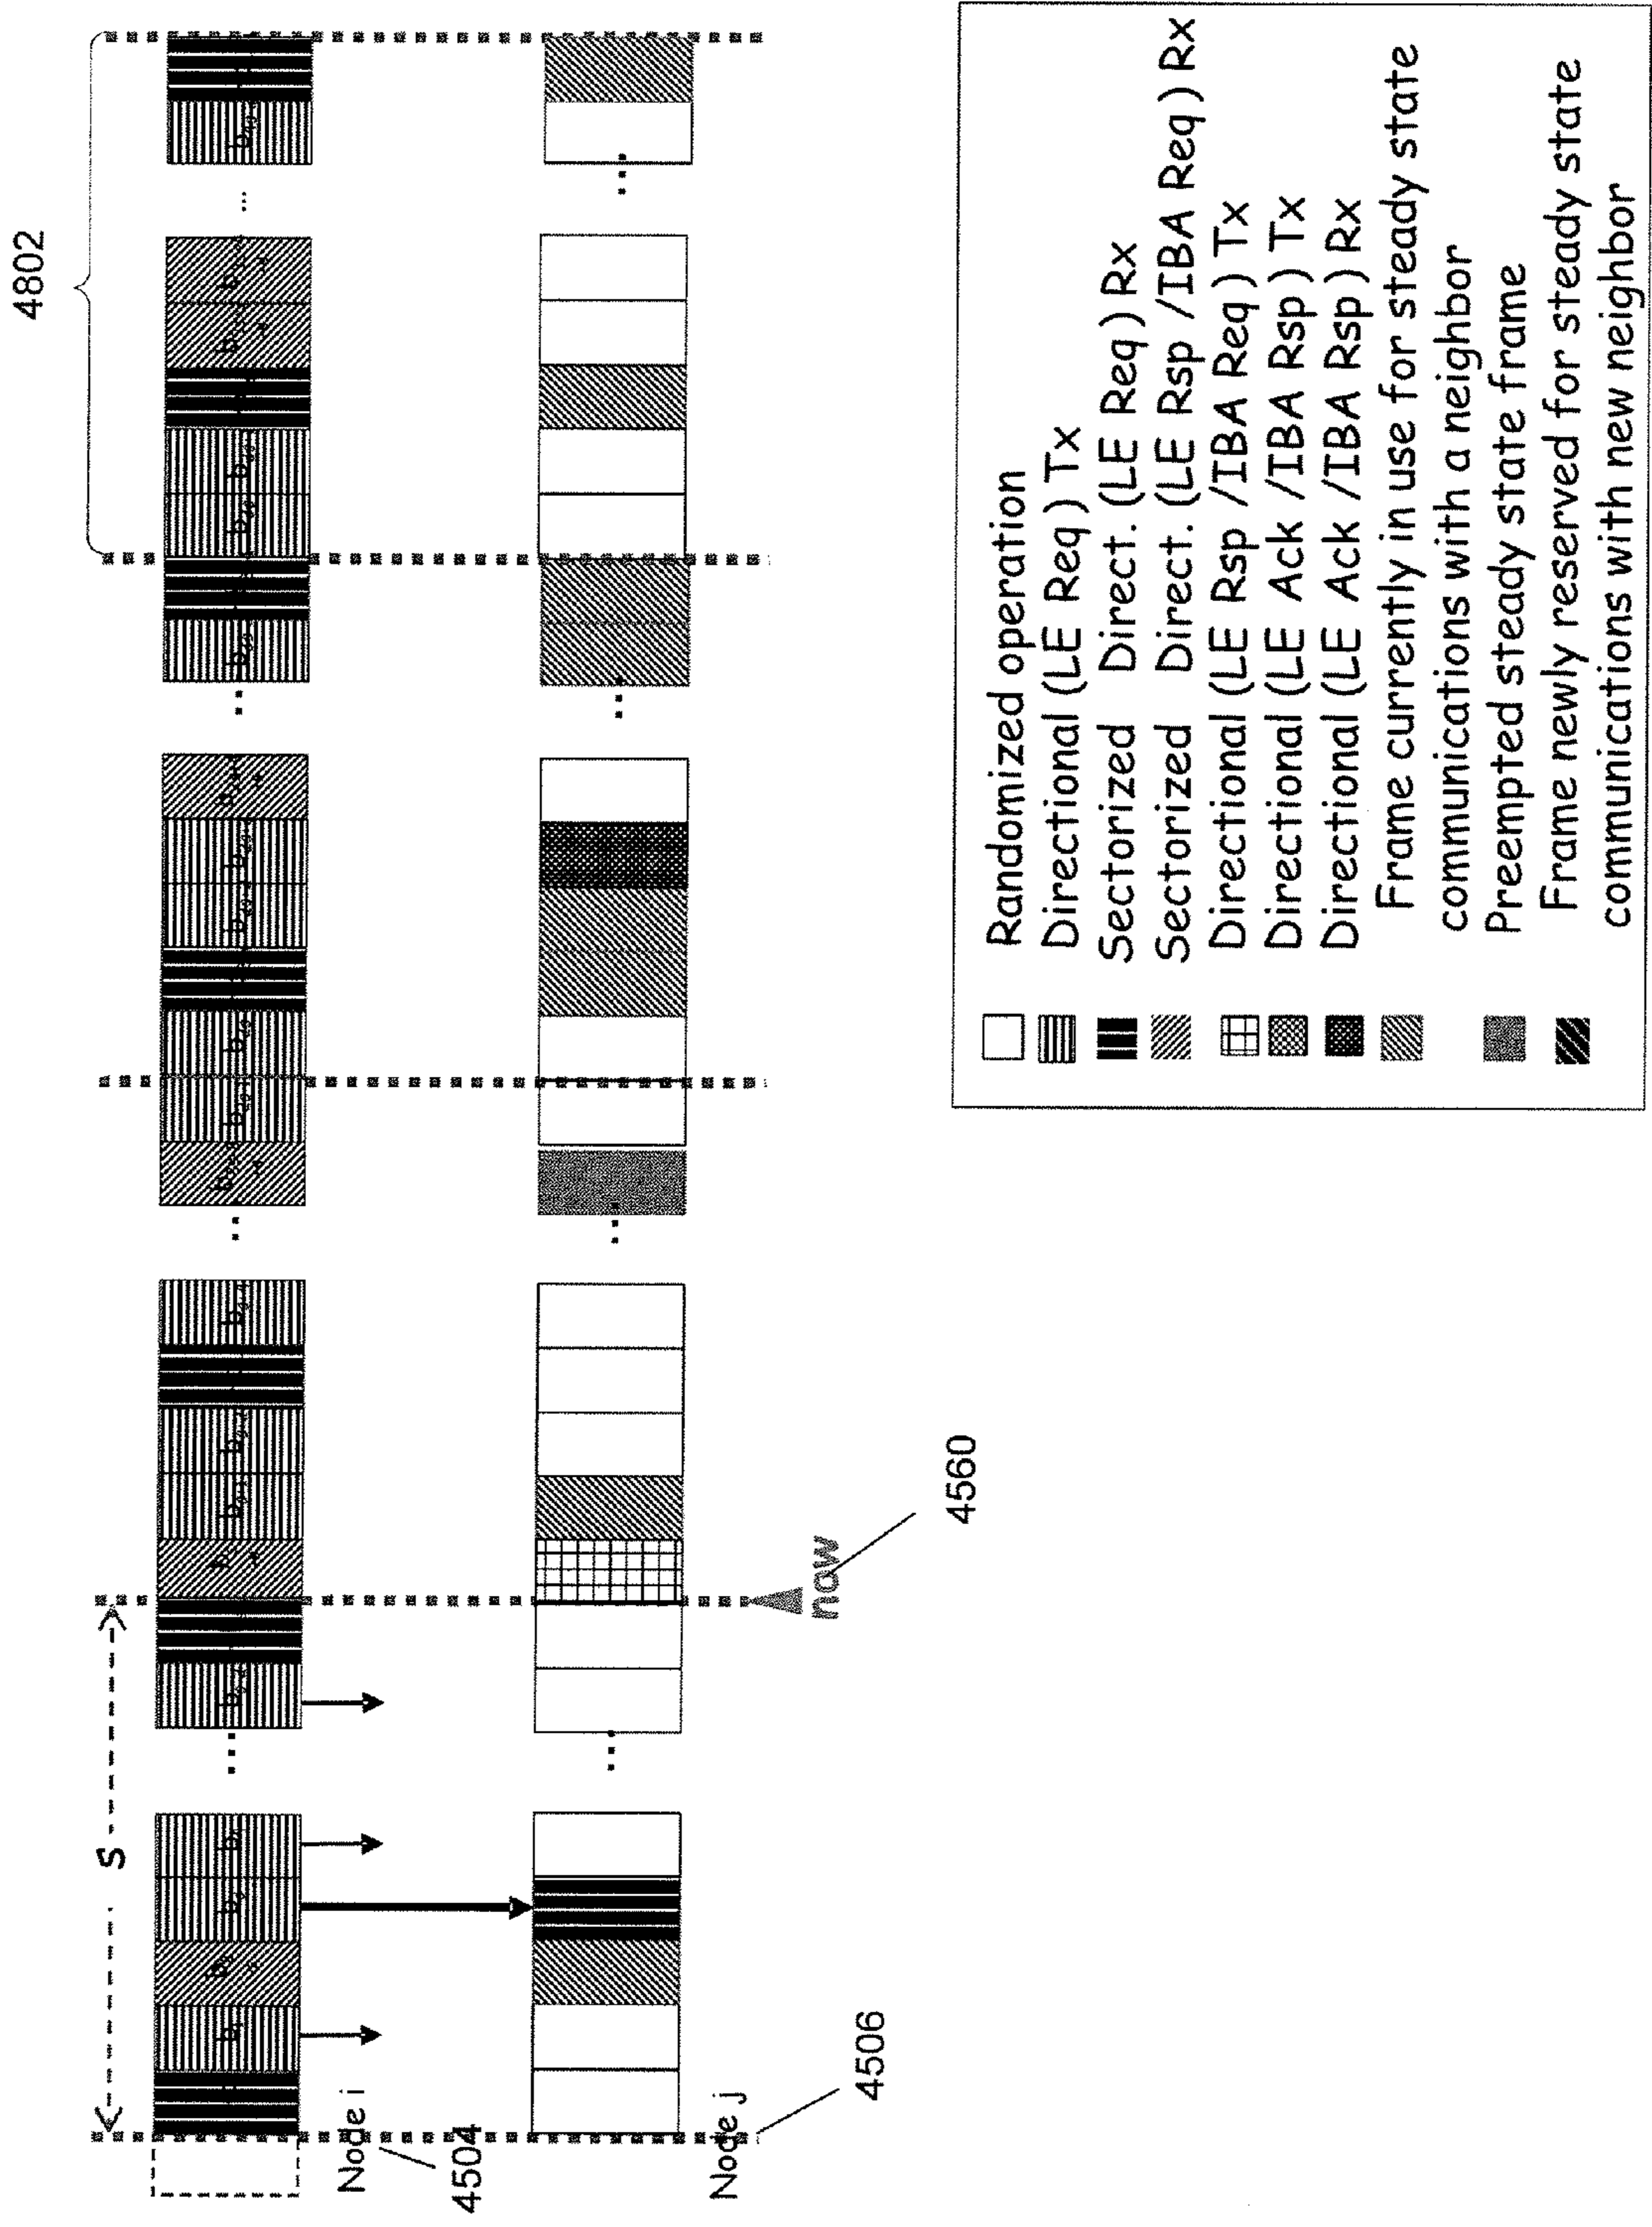 4802
S
Node i
4504
Node j
4506
now
4560
Randomized operation
Directional (LE Req) Tx
Sectorized Direct. (LE Req) Rx
Sectorized Direct. (LE Rsp /IBA Req) Rx
Directional (LE Rsp /IBA Req) Tx
Directional (LE Ack /IBA Rsp) Tx
Directional (LE Ack /IBA Rsp) Rx
Frame currently in use for steady state
communications with a neighbor
Preempted steady state frame
Frame newly reserved for steady state
communications with new neighbor